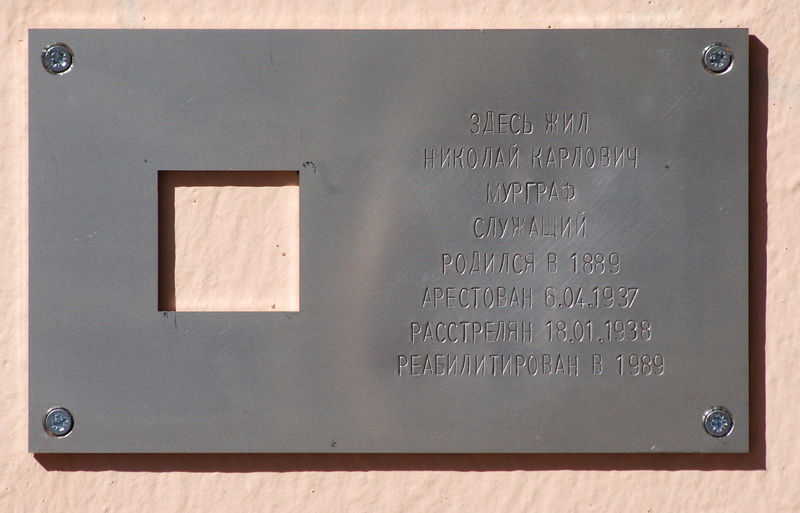 ЗДЕСЬ ЖИЛ
НИКОЛАЙ КАРЛОВИЧ
МУРГРАФ
СЛУЖАЩИЙ
РОДИЛСЯ В 1889
АРЕСТОВАН 6.04.1937
РАССТРЕЛЯН 18.01.1938
РЕАБИЛИТИРОВАН В 1989